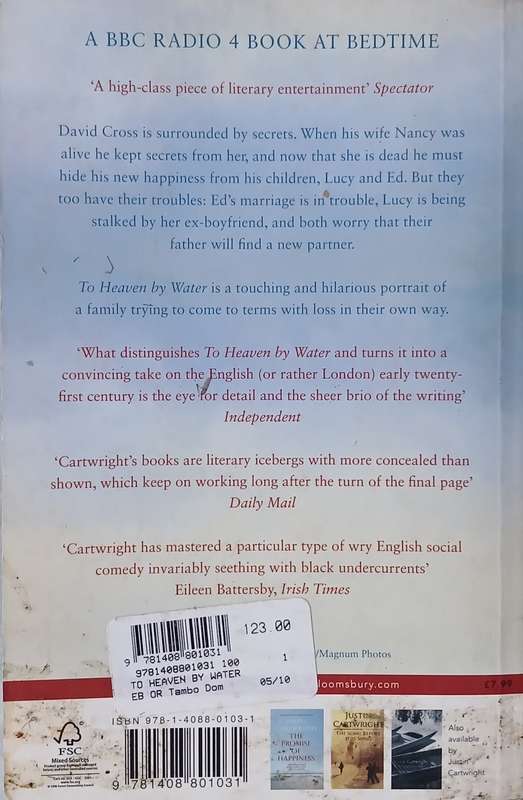 A BBC RADIO 4 BOOK AT BEDTIME
‘A high-class piece of literary entertainment’ Spectator
David Cross is surrounded by secrets. When his wife Nancy was
alive he kept secrets from her, and now that she is dead he must
hide his new happiness from his children, Lucy and Ed. But they
too have their troubles: Ed's marriage is in trouble, Lucy is being
stalked by her ex-boyfriend, and both worry that their
father will find a new partner.
To Heaven by Water is a touching and hilarious portrait of
a family trying to come to terms with loss in their own way.
‘What distinguishes To Heaven by Water and turns it into a
convincing take on the English (or rather London) early twenty-
first century is the eye for detail and the sheer brio of the writing’
Independent
‘Cartwright's books are literary icebergs with more concealed than
shown, which keep on working long after the turn of the final page’
Daily Mail
‘Cartwright has mastered a particular type of wry English social
comedy invariably seething with black undercurrents’
Eileen Battersby, Irish Times
123.00
9 781408 801031
9781408801031 100
1
TO HEAVEN BY WATER
EB OR Tambo Dom
05/10
/Magnum Photos
loomsbury.com
£7.99
ISBN 978-1-4088-0103-1
9 781408 801031
FSC
Mixed Sources
THE PROMISE OF HAPPINESS
JUSTIN
CARTWRIGHT
Also
available
by
Justin
Cartwright